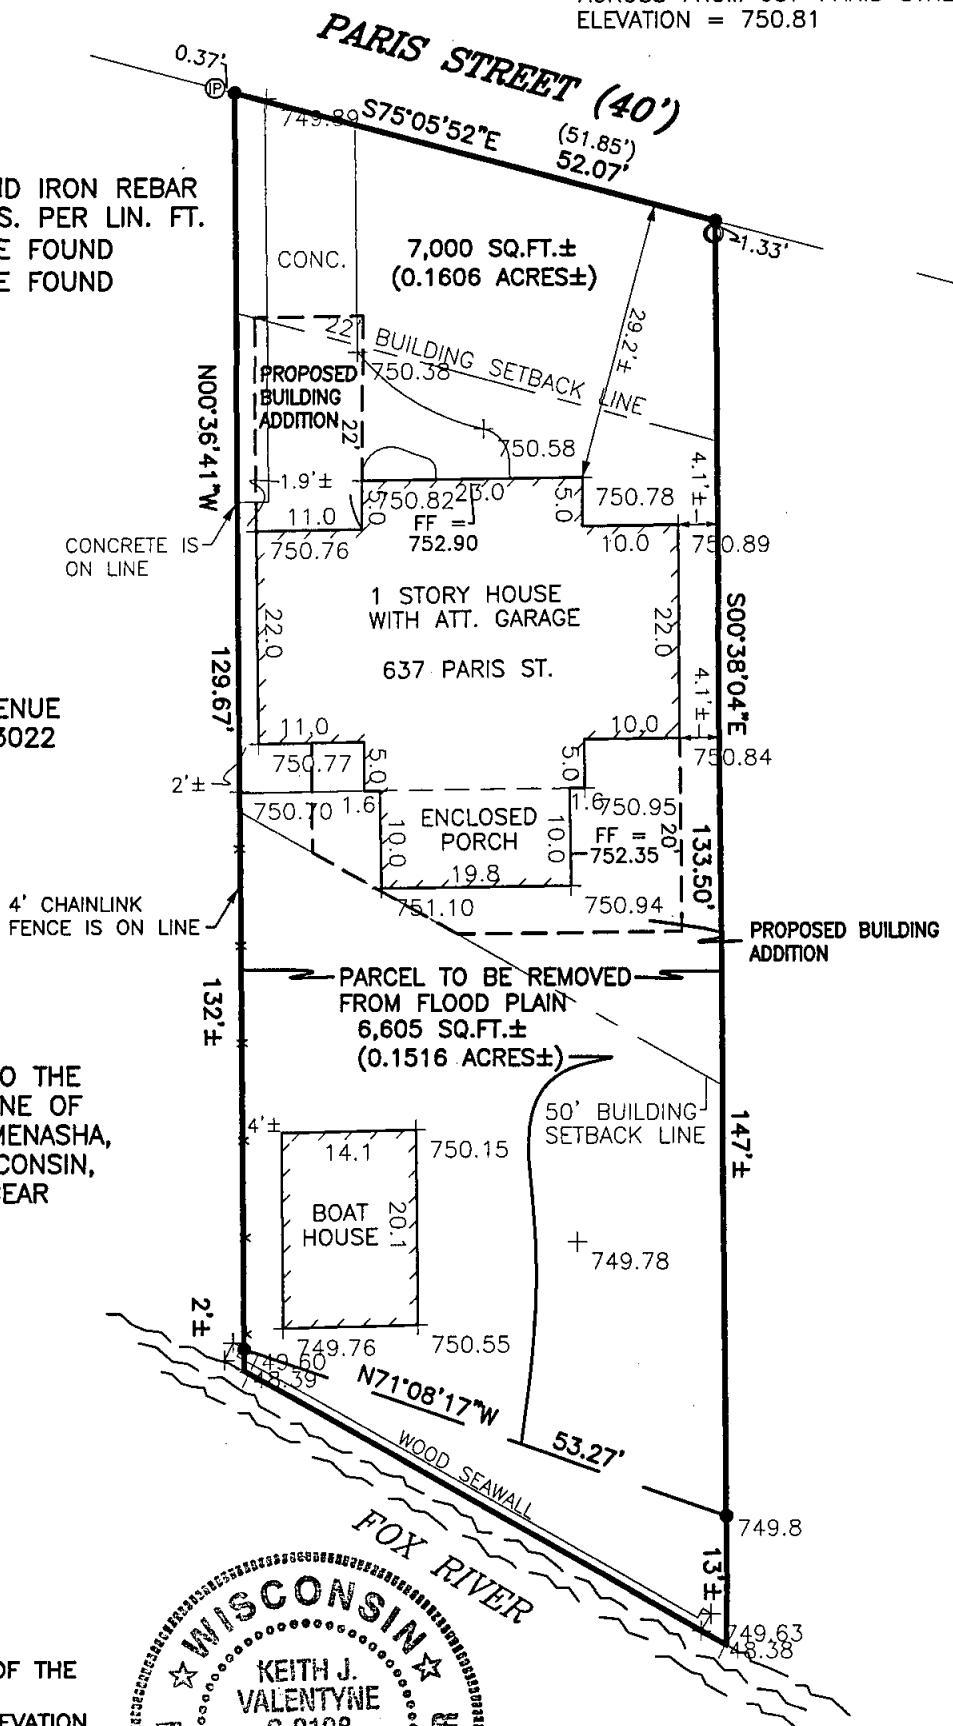 ELEVATION = 750.81
PARIS STREET (40')
0.37'
IP
749.89
S75°05'52"E
(51.85')
52.07'
1.33'
ND IRON REBAR
S. PER LIN. FT.
E FOUND
E FOUND
CONC.
7,000 SQ.FT.±
(0.1606 ACRES±)
29.2'±
22'
BUILDING SETBACK LINE
750.38
PROPOSED
BUILDING
ADDITION
22'
N00°36'41"W
750.58
1.9'±
11.0
5.0
750.82
23.0
5.0
750.78
4.1'±
FF =
752.90
10.0
750.89
750.76
CONCRETE IS
ON LINE
1 STORY HOUSE
WITH ATT. GARAGE
637 PARIS ST.
22.0
22.0
S00°38'04"E
129.67'
ENUE
3022
11.0
10.0
4.1'±
750.77
5.0
5.0
750.84
2'±
750.70
1.6
1.6
750.95
ENCLOSED
PORCH
10.0
10.0
FF =
752.35
20'
133.50'
19.8
4' CHAINLINK
FENCE IS ON LINE
751.10
750.94
PROPOSED BUILDING
ADDITION
PARCEL TO BE REMOVED
FROM FLOOD PLAIN
6,605 SQ.FT.±
(0.1516 ACRES±)
132'±
O THE
NE OF
MENASHA,
CONSIN,
EAR
50' BUILDING
SETBACK LINE
147'±
4'±
14.1
750.15
BOAT
HOUSE
20.1
749.78
2'±
749.76
750.55
749.60
748.39
N71°08'17"W
53.27'
WOOD SEAWALL
749.8
FOX RIVER
13'±
749.63
748.38
WISCONSIN
KEITH J.
VALENTYNE
OF THE
EVATION